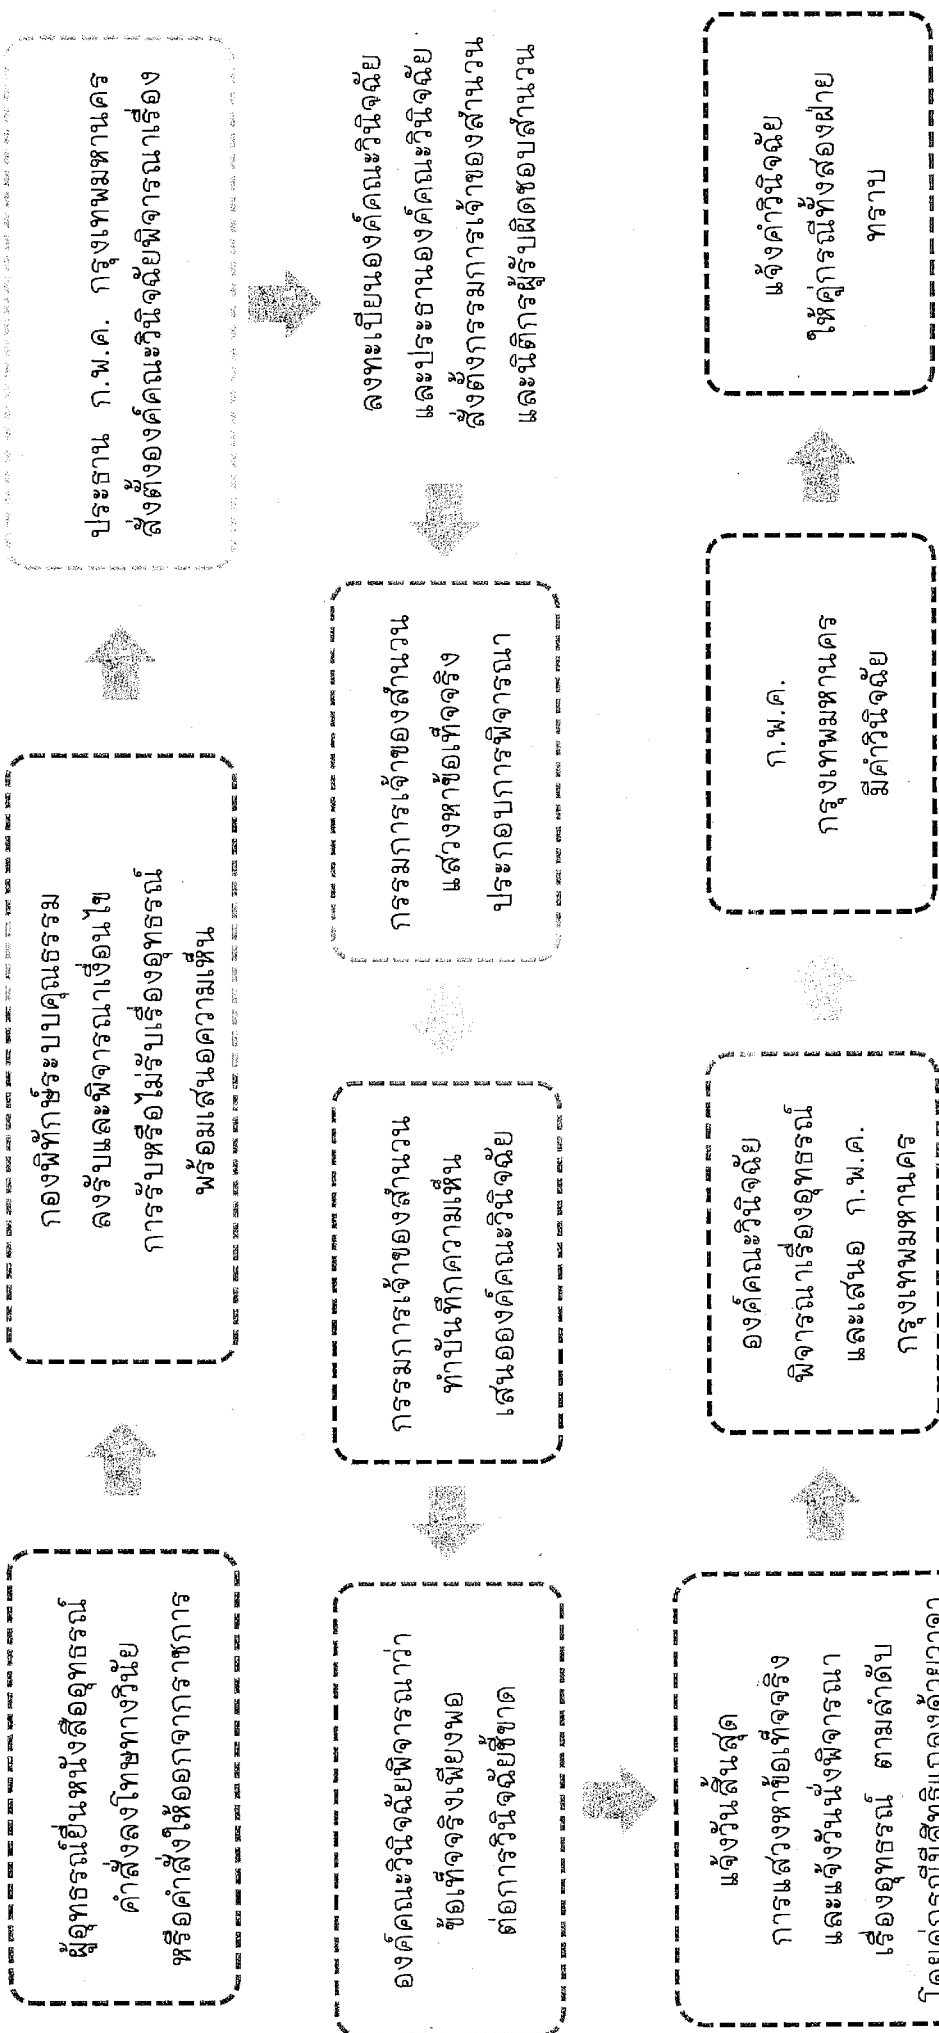 ผู้อุทธรณ์ยื่นหนังสืออุทธรณ์
คำสั่งลงโทษทางวินัย
หรือคำสั่งให้ออกจากราชการ
กองพิทักษ์ระบบคุณธรรม
ลงรับและพิจารณาเงื่อนไข
การรับหรือไม่รับเรื่องอุทธรณ์
พร้อมเสนอความเห็น
ประธาน ก.พ.ค. กรุงเทพมหานคร
สั่งตั้งองค์คณะวินิจฉัยพิจารณาเรื่อง
ลงทะเบียนองค์คณะวินิจฉัย
และประธานองค์คณะวินิจฉัย
สั่งตั้งกรรมการเจ้าของสำนวน
และนิติกรผู้รับผิดชอบสำนวน
กรรมการเจ้าของสำนวน
แสวงหาข้อเท็จจริง
ประกอบการพิจารณา
กรรมการเจ้าของสำนวน
ทำบันทึกความเห็น
เสนอองค์คณะวินิจฉัย
องค์คณะวินิจฉัยพิจารณาว่า
ข้อเท็จจริงเพียงพอ
ต่อการวินิจฉัยชี้ขาด
แจ้งวันสิ้นสุด
การแสวงหาข้อเท็จจริง
และแจ้งวันนั่งพิจารณา
เรื่องอุทธรณ์ ตามลำดับ
โดยคู่กรณีมีสิทธิแถลงด้วยวาจา
องค์คณะวินิจฉัย
พิจารณาเรื่องอุทธรณ์
และเสนอ ก.พ.ค.
กรุงเทพมหานคร
ก.พ.ค.
กรุงเทพมหานคร
มีคำวินิจฉัย
แจ้งคำวินิจฉัย
ให้คู่กรณีทั้งสองฝ่าย
ทราบ